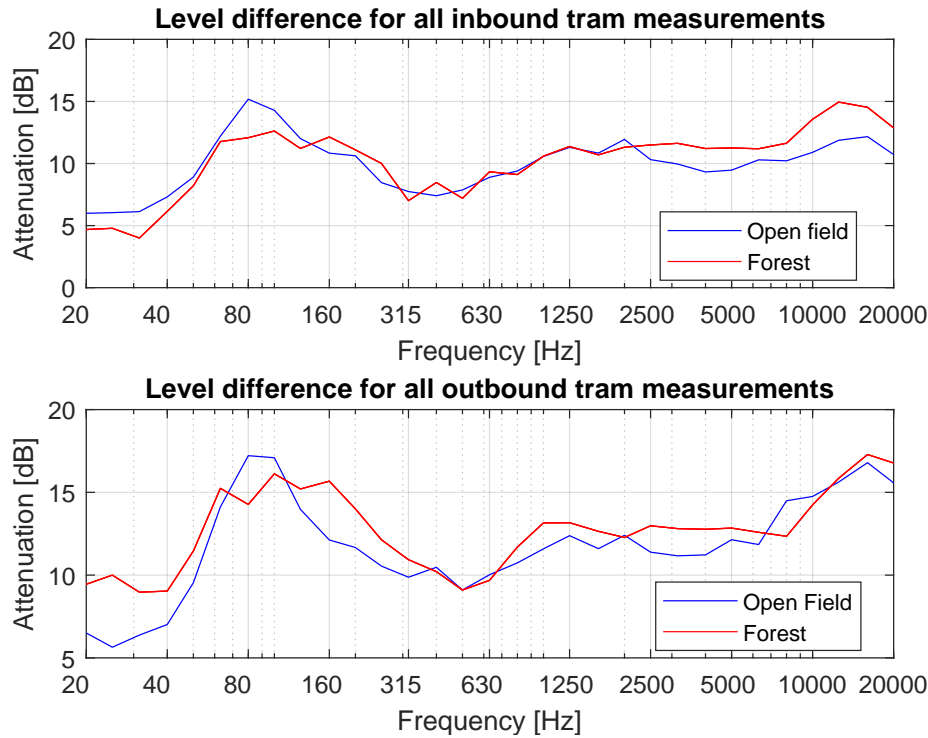 Level difference for all inbound tram measurements
20
15
10
5
0
Attenuation [dB]
Open field
Forest
20 40 80 160 315 630 1250 2500 5000 10000 20000
Frequency [Hz]
Level difference for all outbound tram measurements
20
15
10
5
Attenuation [dB]
Open Field
Forest
20 40 80 160 315 630 1250 2500 5000 10000 20000
Frequency [Hz]